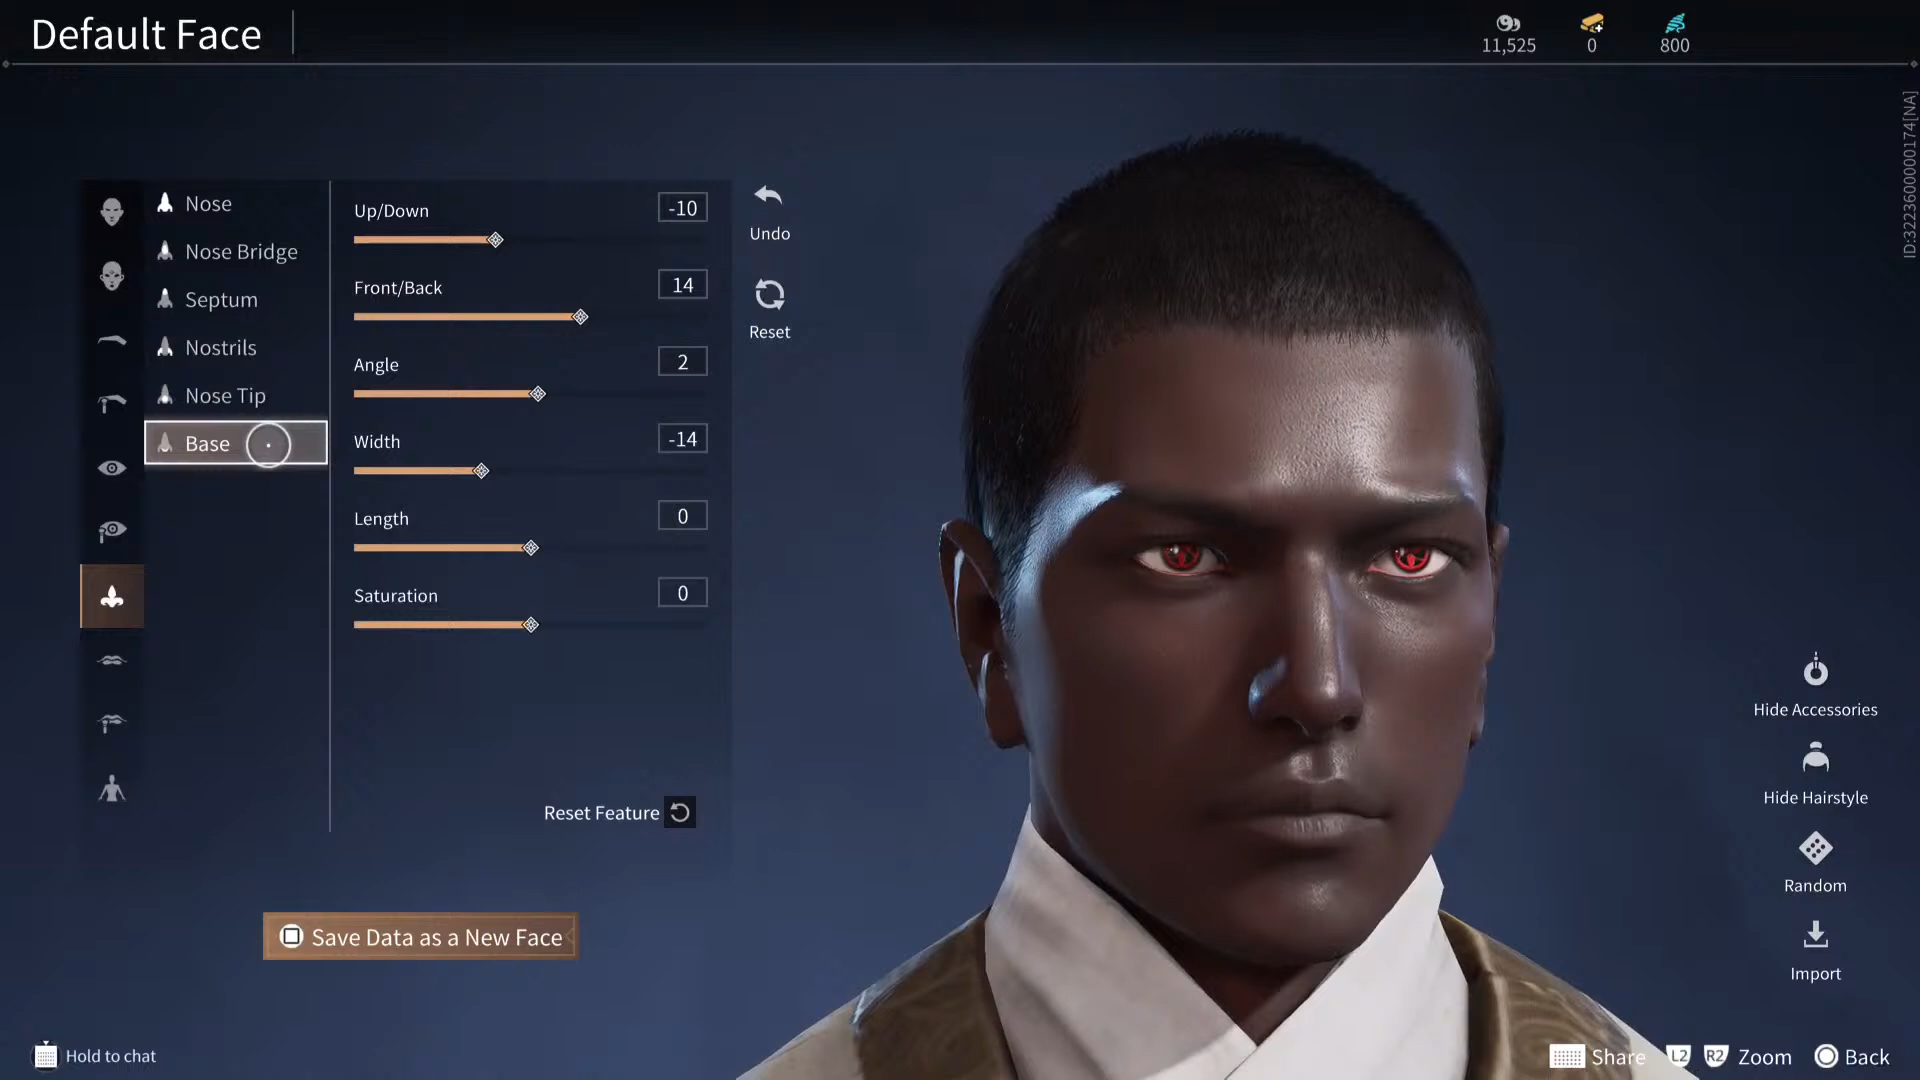 Default Face
11,525
0
800
ID:3223600000174[NA]
Nose
Nose Bridge
Septum
Nostrils
Nose Tip
Base
Up/Down
-10
Front/Back
14
Angle
2
Width
-14
Length
0
Saturation
0
Undo
Reset
Reset Feature
Save Data as a New Face
Hide Accessories
Hide Hairstyle
Random
Import
Hold to chat
Share
L2
R2
Zoom
Back